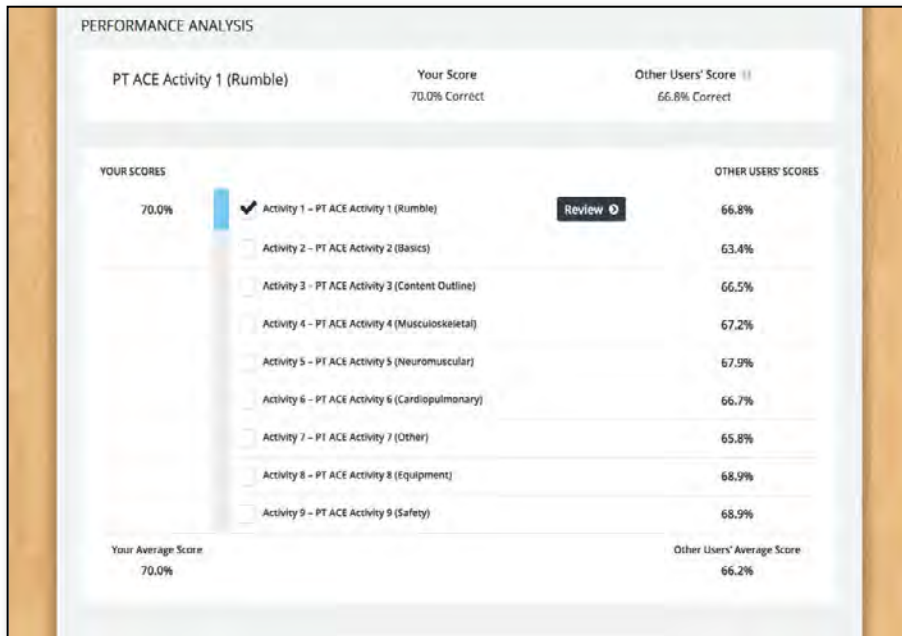 PERFORMANCE ANALYSIS
PT ACE Activity 1 (Rumble)
Your Score
70.0% Correct
Other Users' Score
66.8% Correct
YOUR SCORES
OTHER USERS' SCORES
70.0% Activity 1 – PT ACE Activity 1 (Rumble) Review 66.8%
Activity 2 – PT ACE Activity 2 (Basics) 63.4%
Activity 3 – PT ACE Activity 3 (Content Outline) 66.5%
Activity 4 – PT ACE Activity 4 (Musculoskeletal) 67.2%
Activity 5 – PT ACE Activity 5 (Neuromuscular) 67.9%
Activity 6 – PT ACE Activity 6 (Cardiopulmonary) 66.7%
Activity 7 – PT ACE Activity 7 (Other) 65.8%
Activity 8 – PT ACE Activity 8 (Equipment) 68.9%
Activity 9 – PT ACE Activity 9 (Safety) 68.9%
Your Average Score
70.0%
Other Users' Average Score
66.2%